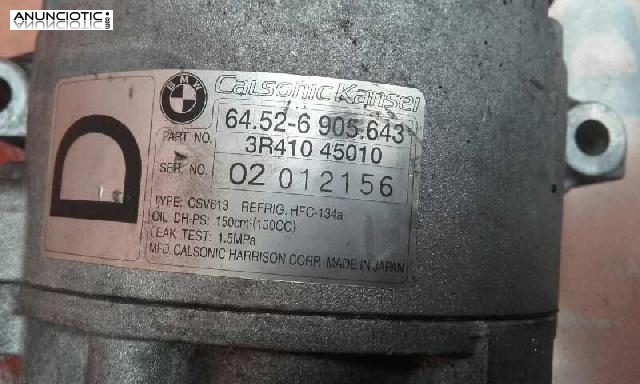 ANUNCIOTIC.COM
BMW
Calsonic Kansei
64.52-6 905.643
PART NO. 3R410 45010
SER. NO. 02 012156
D
TYPE: CSV613 REFRIG. HFC-134a
OIL DH-PS: 150cm³(150CC)
LEAK TEST: 1.5MPa
MFD. CALSONIC HARRISON CORP. MADE IN JAPAN